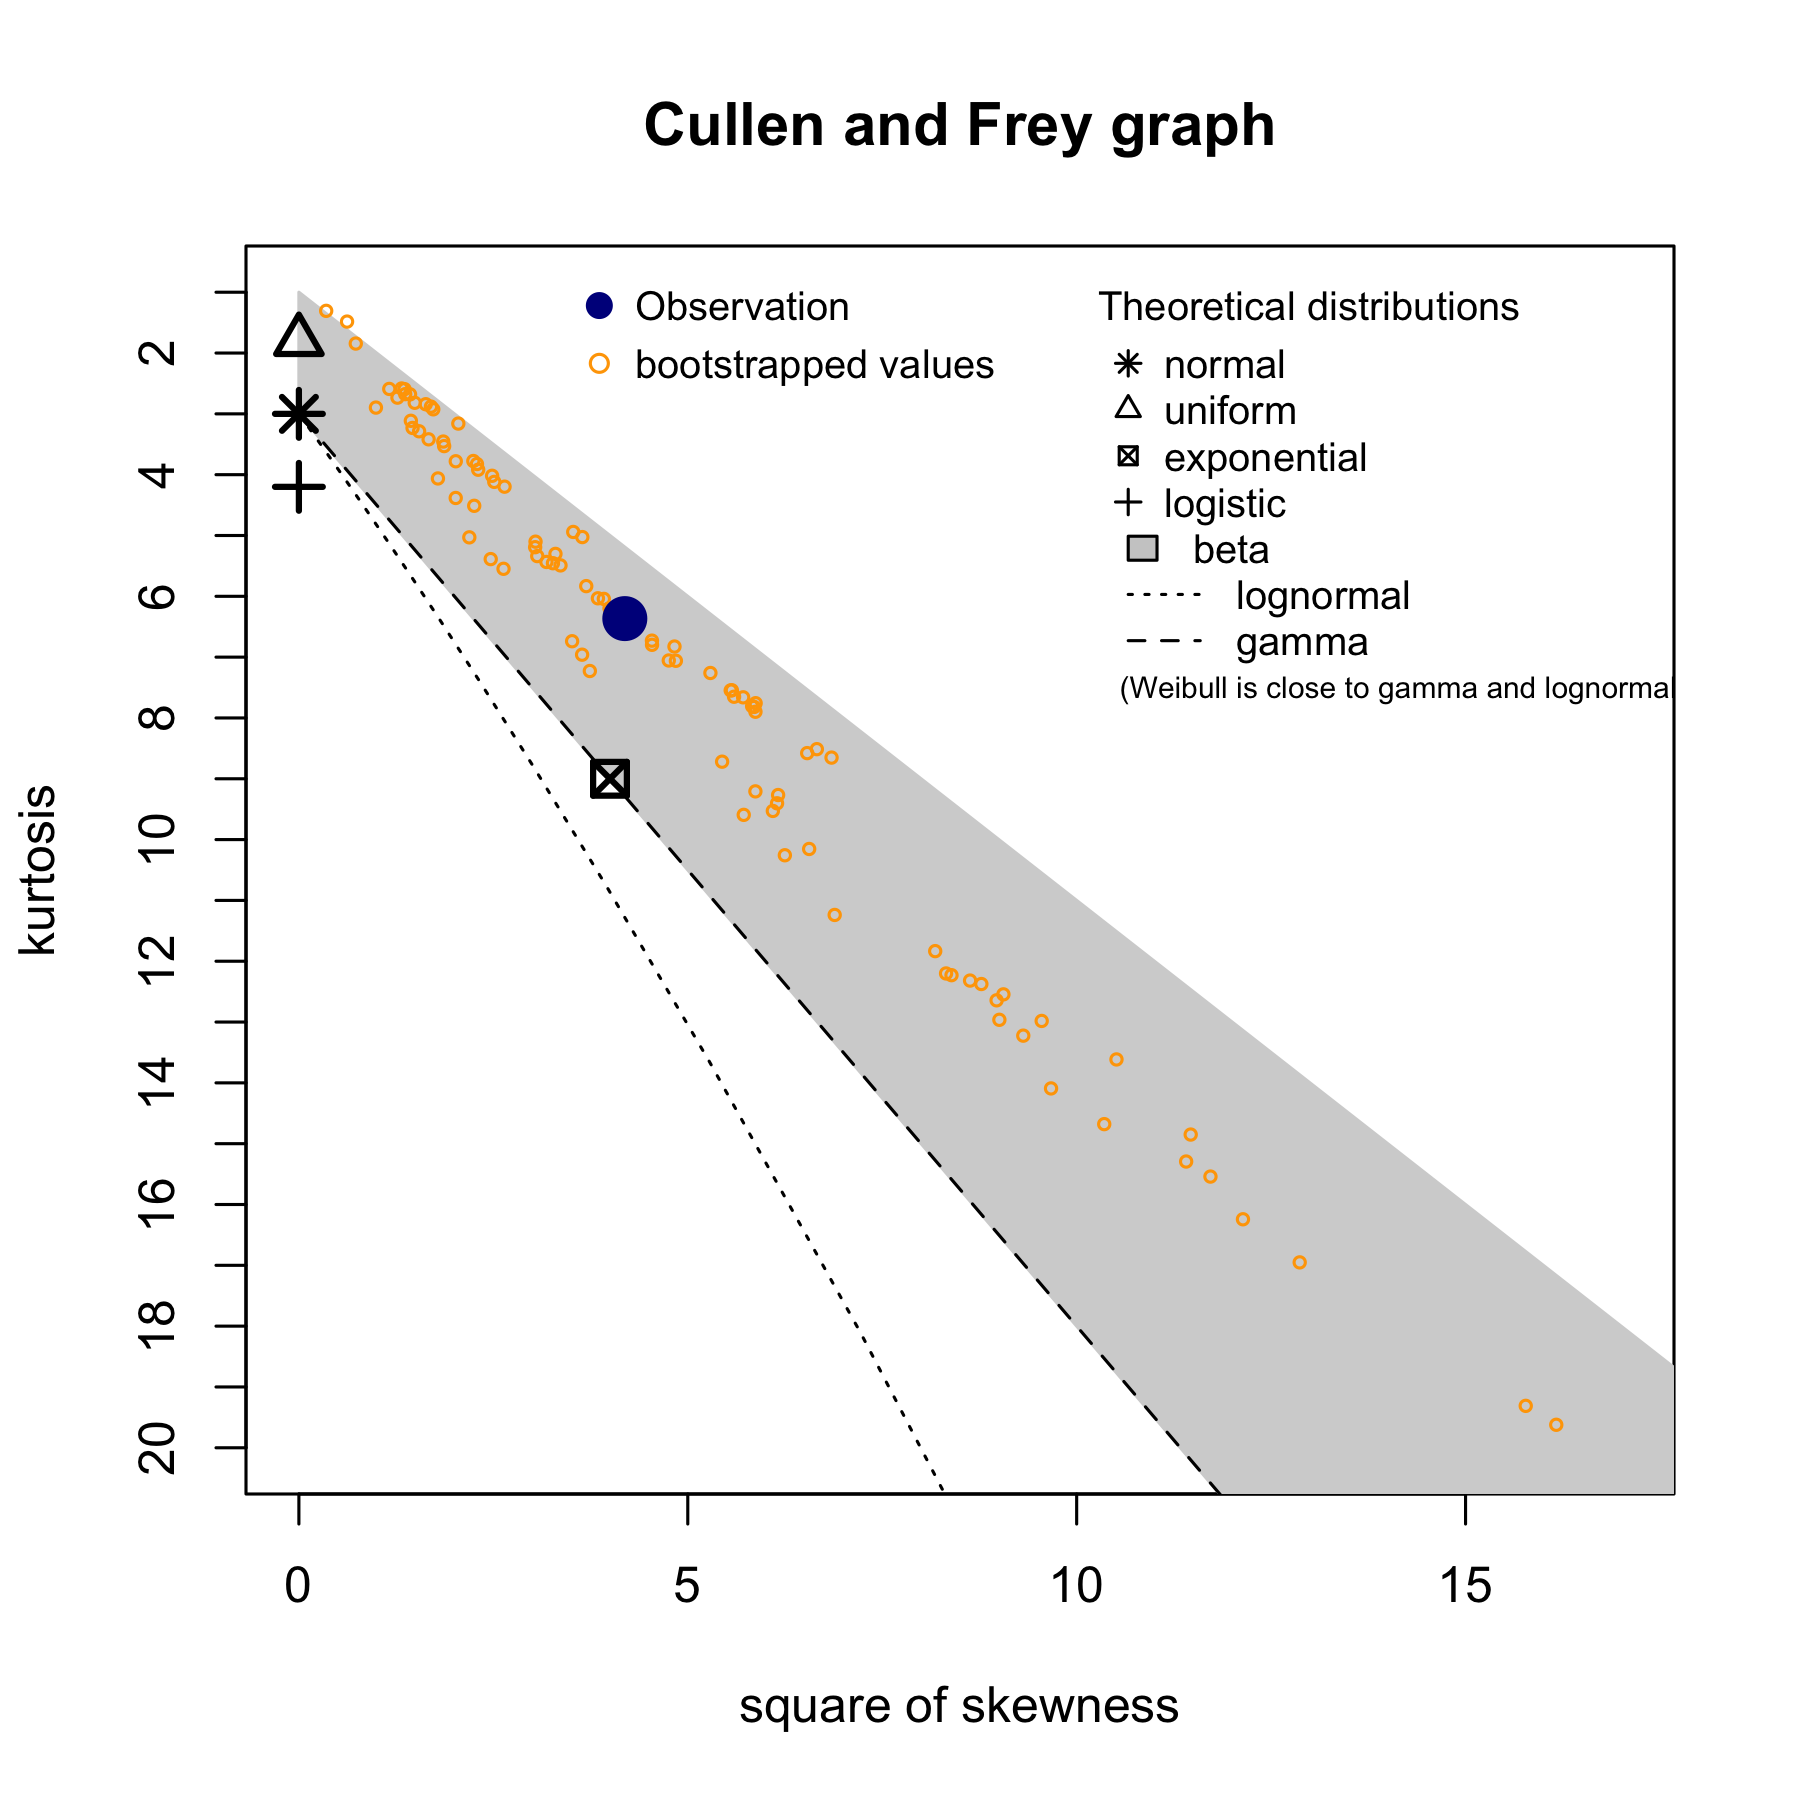 Cullen and Frey graph
Observation
bootstrapped values
Theoretical distributions
normal
uniform
exponential
logistic
beta
lognormal
gamma
(Weibull is close to gamma and lognormal
kurtosis
2
4
6
8
10
12
14
16
18
20
0
5
10
15
square of skewness